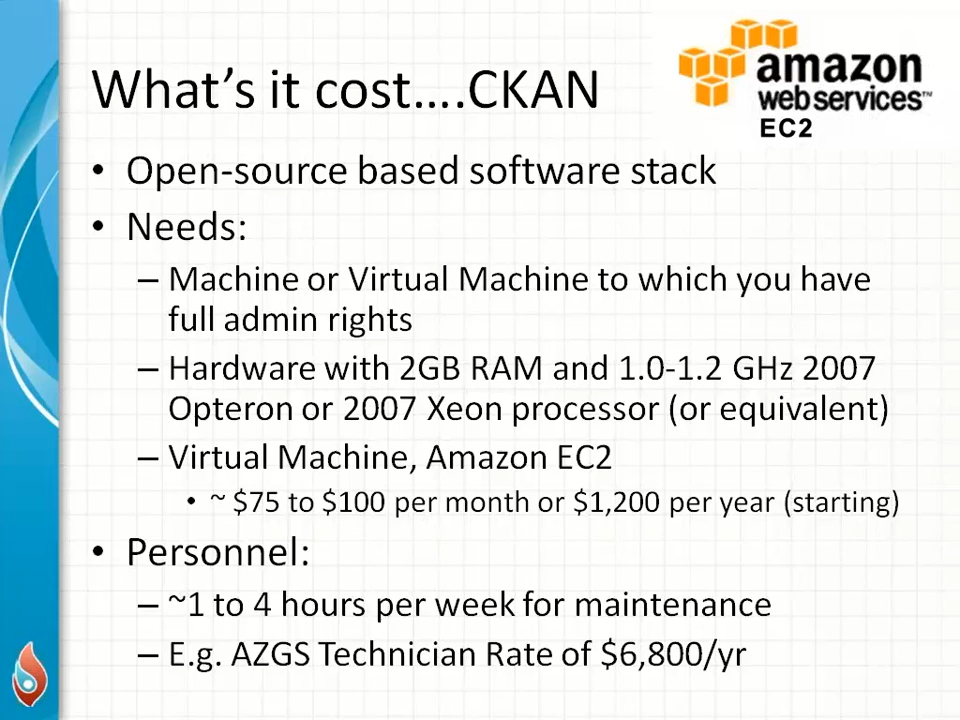 What's it cost….CKAN
amazon
webservices™
EC2
• Open-source based software stack
• Needs:
– Machine or Virtual Machine to which you have
full admin rights
– Hardware with 2GB RAM and 1.0-1.2 GHz 2007
Opteron or 2007 Xeon processor (or equivalent)
– Virtual Machine, Amazon EC2
• ~ $75 to $100 per month or $1,200 per year (starting)
• Personnel:
– ~1 to 4 hours per week for maintenance
– E.g. AZGS Technician Rate of $6,800/yr